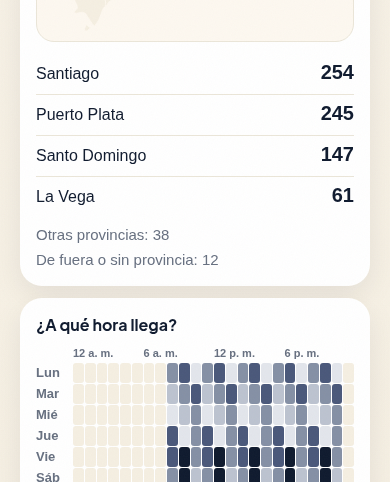 Santiago 254
Puerto Plata 245
Santo Domingo 147
La Vega 61
Otras provincias: 38
De fuera o sin provincia: 12
¿A qué hora llega?
12 a. m. 6 a. m. 12 p. m. 6 p. m.
Lun
Mar
Mié
Jue
Vie
Sáb